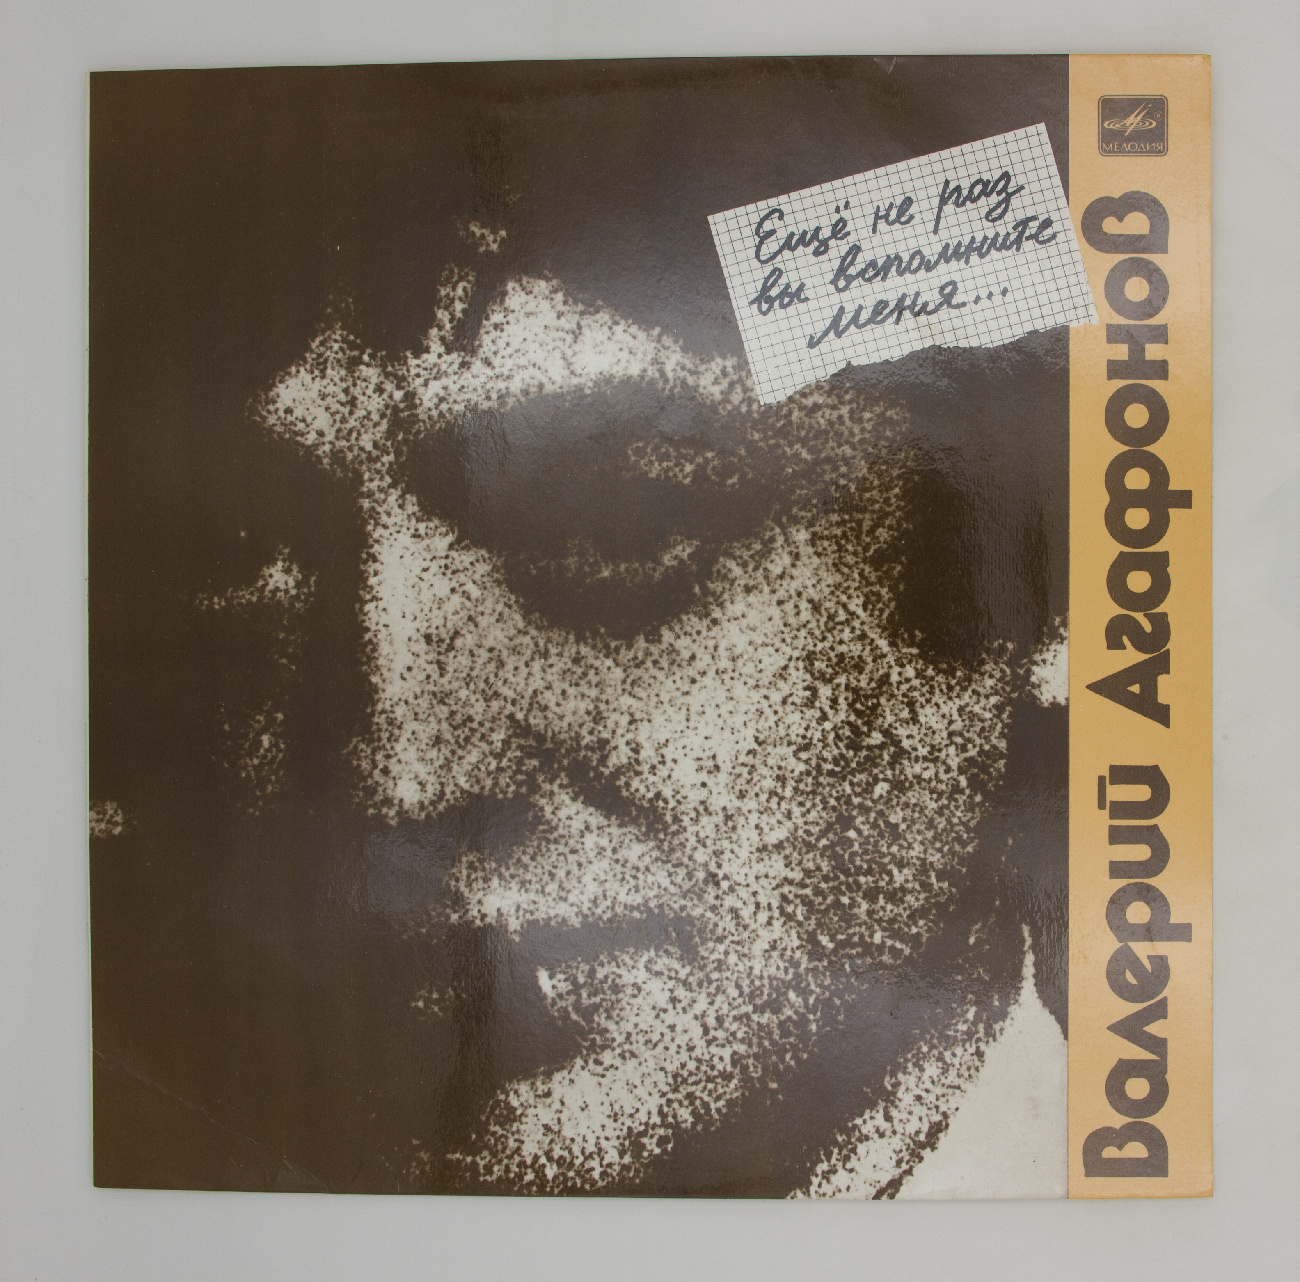 МЕЛОДИЯ
Ещё не раз
вы вспомните
меня...
Валерий Агафонов